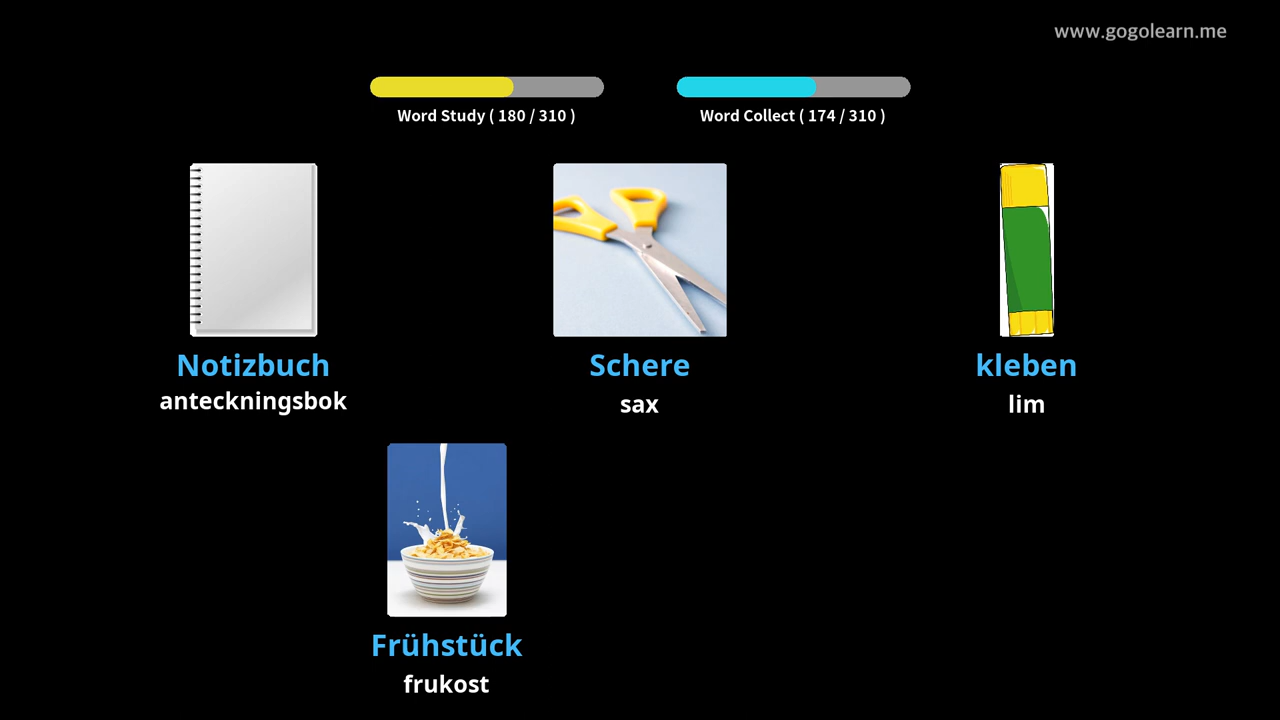 www.gogolearn.me
Word Study ( 180 / 310 )
Word Collect ( 174 / 310 )
Notizbuch
anteckningsbok
Schere
sax
kleben
lim
Frühstück
frukost